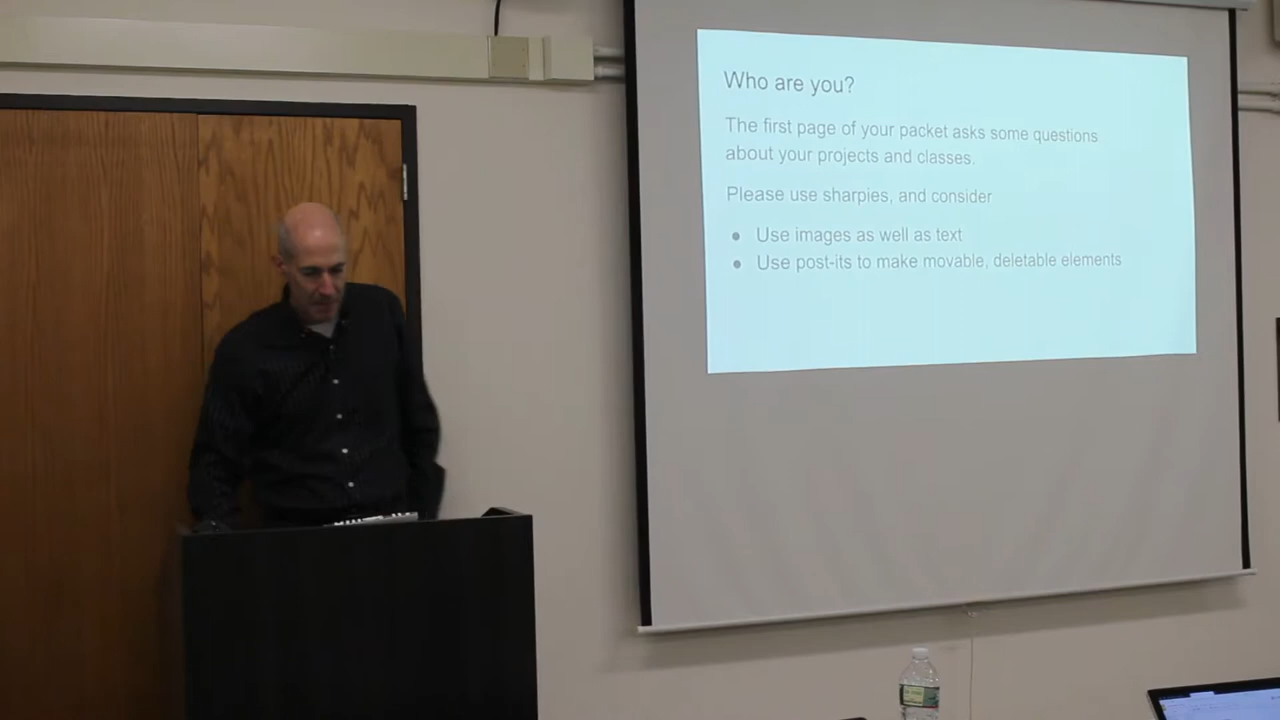 Who are you?
The first page of your packet asks some questions
about your projects and classes.
Please use sharpies, and consider
● Use images as well as text
● Use post-its to make movable, deletable elements